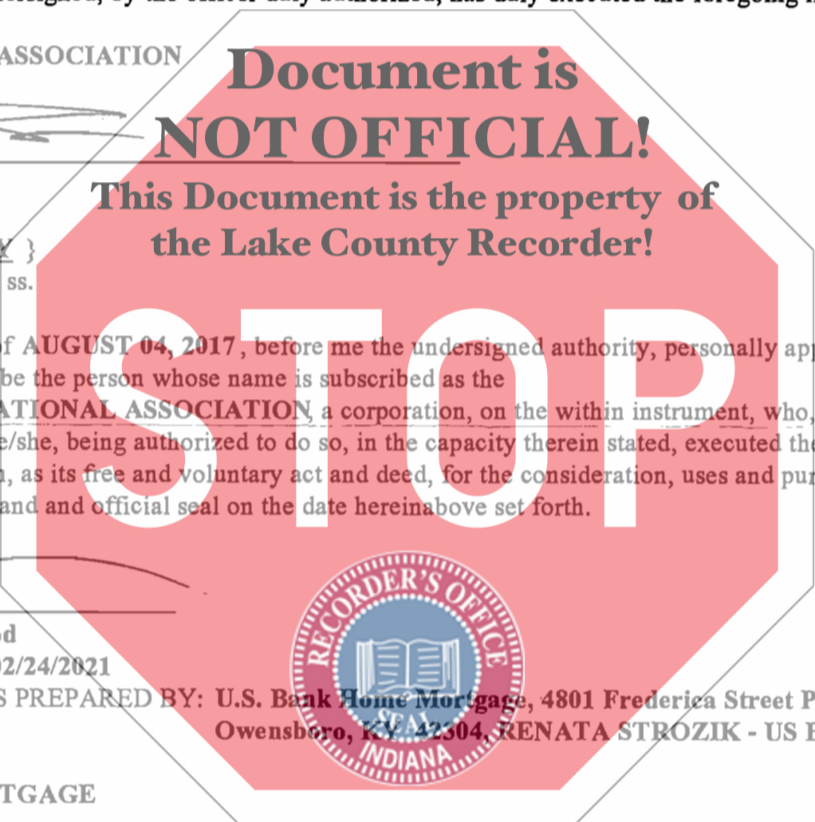 ASSOCIATION
Document is
NOT OFFICIAL!
This Document is the property of
the Lake County Recorder!
}
ss.
STOP
f AUGUST 04, 2017, before me the undersigned authority, personally app
be the person whose name is subscribed as the
ATIONAL ASSOCIATION, a corporation, on the within instrument, who,
e/she, being authorized to do so, in the capacity therein stated, executed the
, as its free and voluntary act and deed, for the consideration, uses and pur
and and official seal on the date hereinabove set forth.
RECORDER'S OFFICE
SEAL
INDIANA
d
02/24/2021
S PREPARED BY: U.S. Bank Home Mortgage, 4801 Frederica Street P
Owensboro, KY 42304, RENATA STROZIK - US B
TGAGE